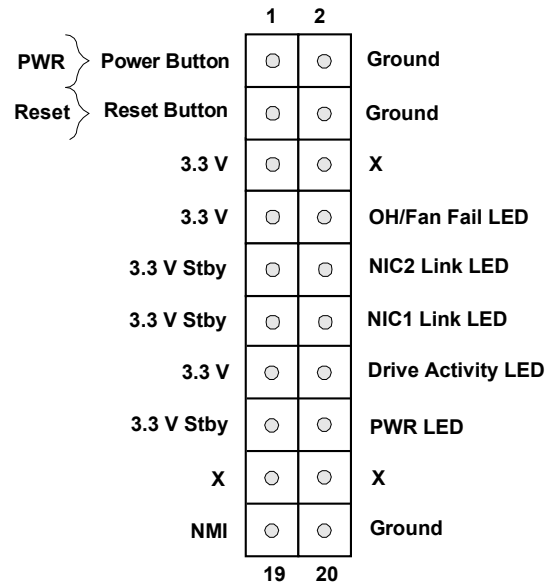 1 2
PWR Power Button Ground
Reset Reset Button Ground
3.3 V X
3.3 V OH/Fan Fail LED
3.3 V Stby NIC2 Link LED
3.3 V Stby NIC1 Link LED
3.3 V Drive Activity LED
3.3 V Stby PWR LED
X X
NMI Ground
19 20